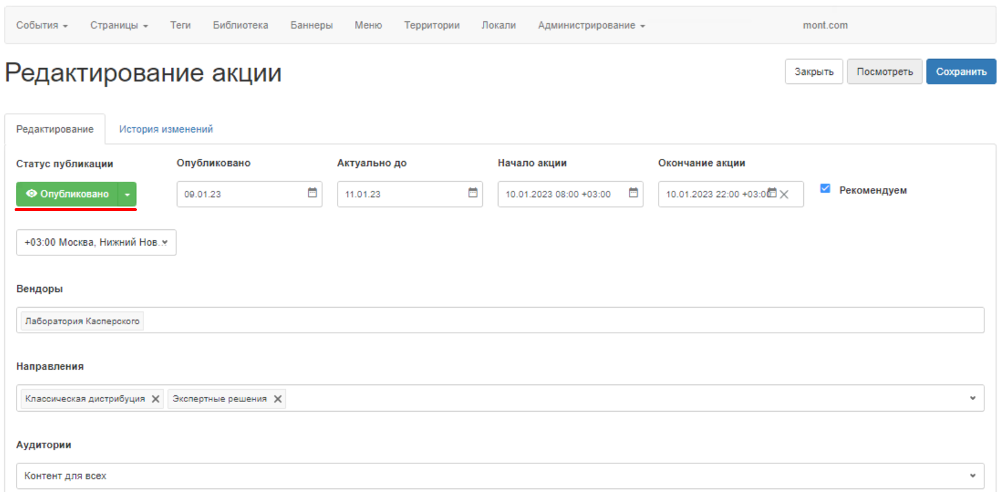 События Страницы Теги Библиотека Баннеры Меню Территории Локали Администрирование mont.com
Редактирование акции Закрыть Посмотреть Сохранить
Редактирование История изменений
Статус публикации Опубликовано Актуально до Начало акции Окончание акции
Опубликовано 09.01.23 11.01.23 10.01.2023 08:00 +03:00 10.01.2023 22:00 +03:00 Рекомендуем
+03:00 Москва, Нижний Нов...
Вендоры
Лаборатория Касперского
Направления
Классическая дистрибуция Экспертные решения
Аудитории
Контент для всех